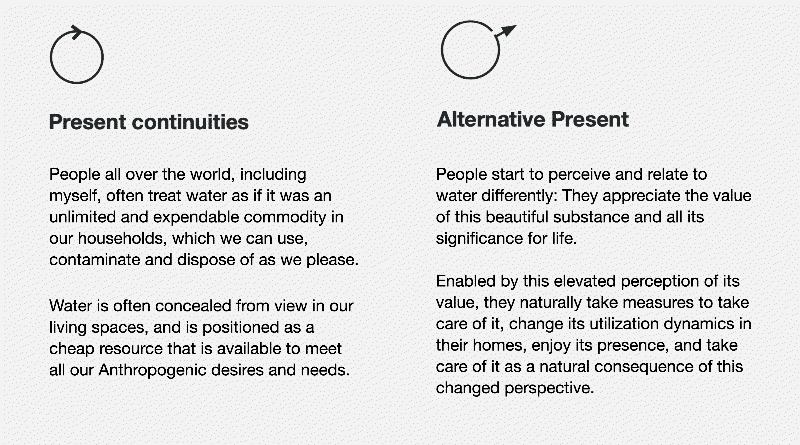 Present continuities
People all over the world, including
myself, often treat water as if it was an
unlimited and expendable commodity in
our households, which we can use,
contaminate and dispose of as we please.
Water is often concealed from view in our
living spaces, and is positioned as a
cheap resource that is available to meet
all our Anthropogenic desires and needs.
Alternative Present
People start to perceive and relate to
water differently: They appreciate the value
of this beautiful substance and all its
significance for life.
Enabled by this elevated perception of its
value, they naturally take measures to take
care of it, change its utilization dynamics in
their homes, enjoy its presence, and take
care of it as a natural consequence of this
changed perspective.